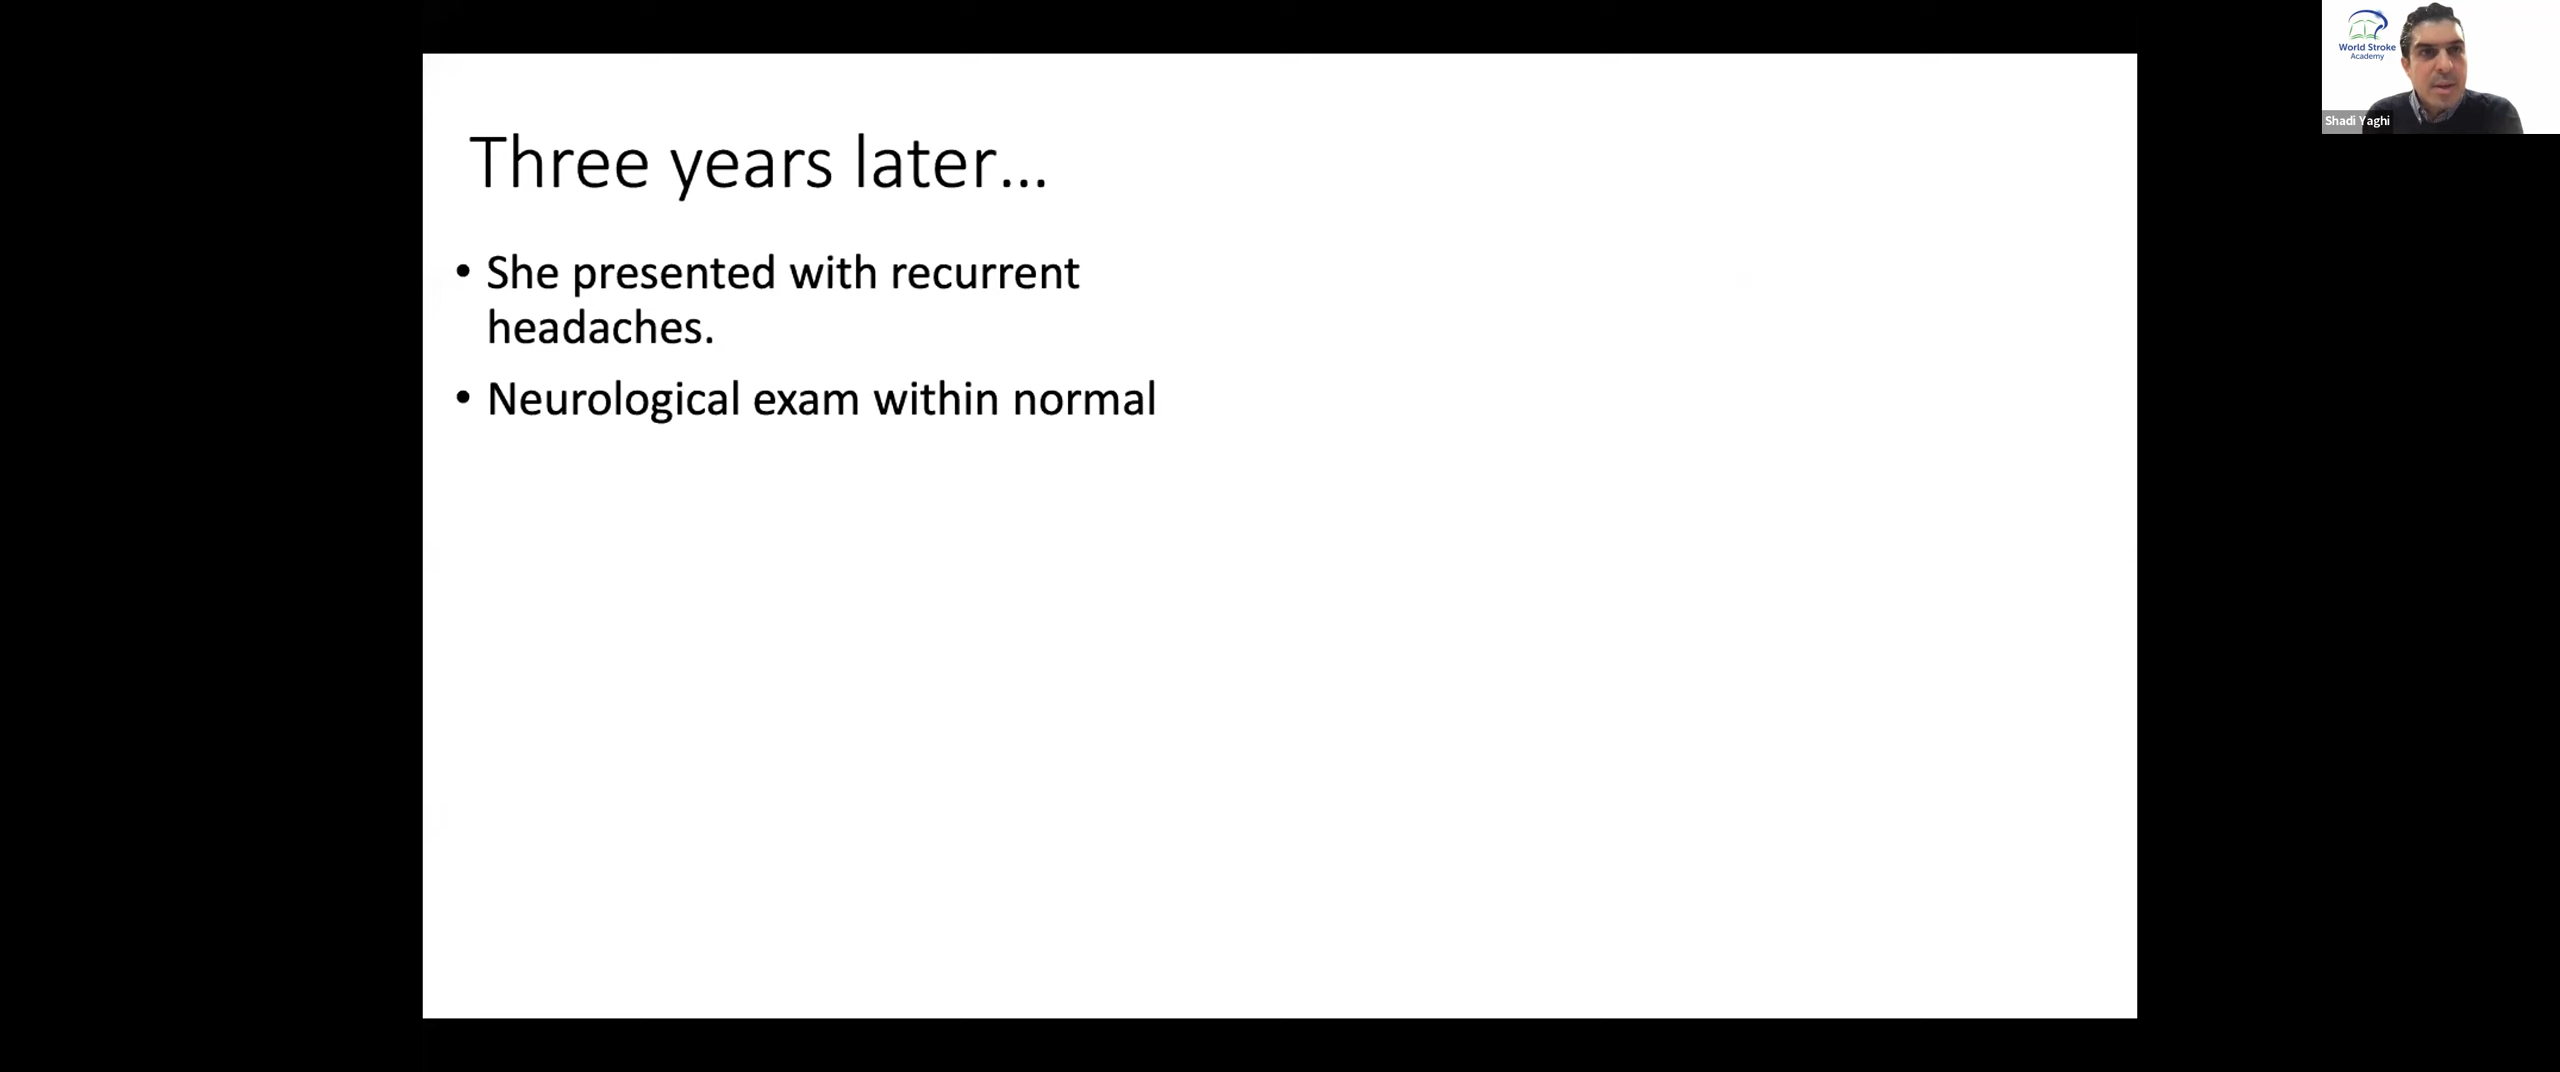 Three years later...
• She presented with recurrent
headaches.
• Neurological exam within normal
World Stroke
Academy
Shadi Yaghi